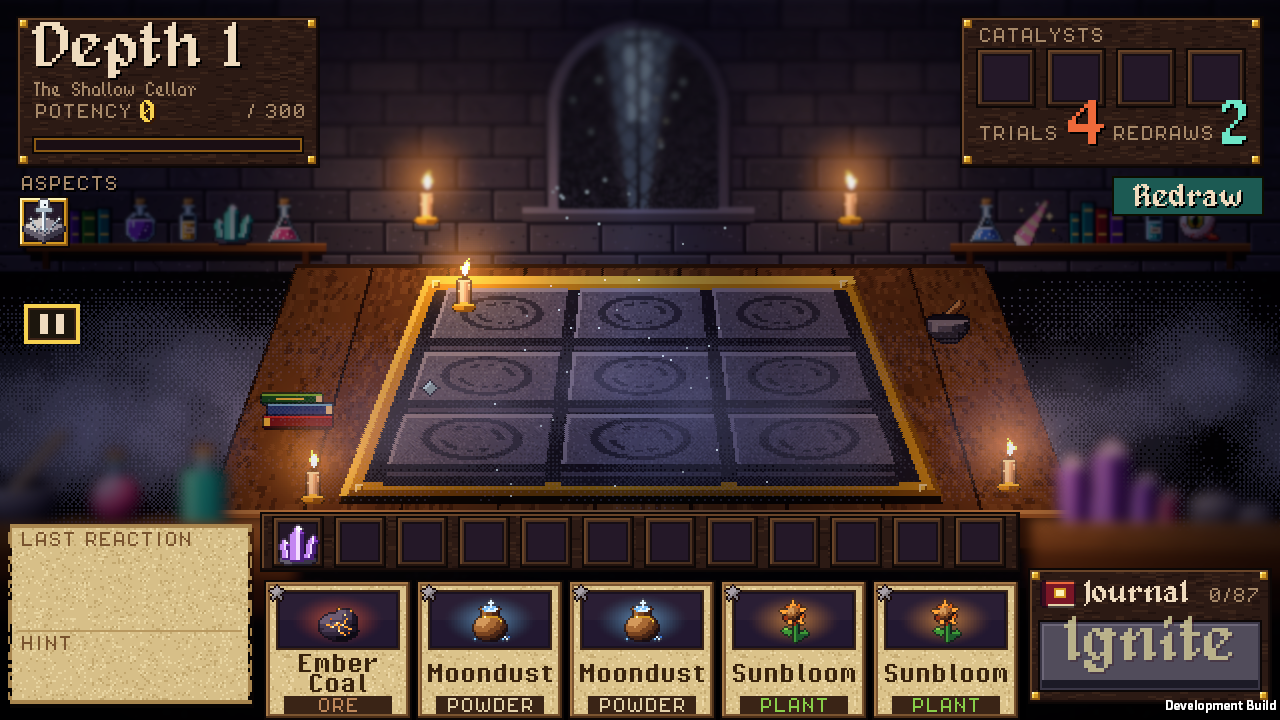 Depth 1
The Shallow Cellar
POTENCY 0 / 300
ASPECTS
CATALYSTS
TRIALS 4 REDRAWS 2
Redraw
LAST REACTION
HINT
Ember
Coal
ORE
Moondust
POWDER
Moondust
POWDER
Sunbloom
PLANT
Sunbloom
PLANT
Journal 0/87
Ignite
Development Build